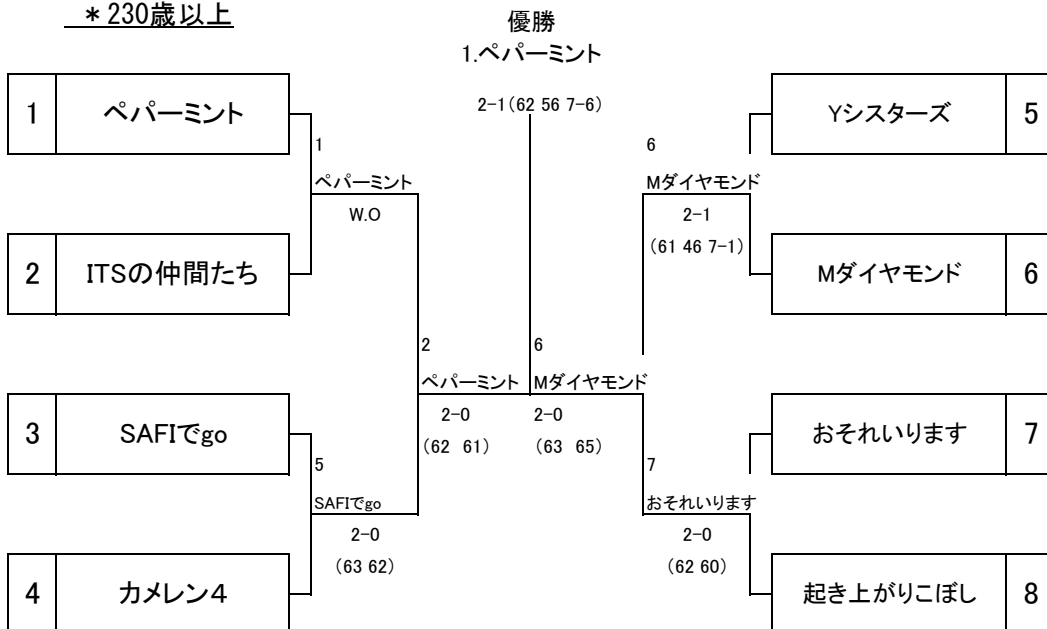 ＊230歳以上
優勝
1.ペパーミント
2-1(62 56 7-6)
1 ペパーミント
Yシスターズ 5
1
6
ペパーミント
Mダイヤモンド
W.O
2-1
(61 46 7-1)
2 ITSの仲間たち
Mダイヤモンド 6
2
6
ペパーミント
Mダイヤモンド
2-0
2-0
(62 61)
(63 65)
3 SAFIでgo
おそれいります 7
5
7
SAFIでgo
おそれいります
2-0
2-0
(63 62)
(62 60)
4 カメレン４
起き上がりこぼし 8